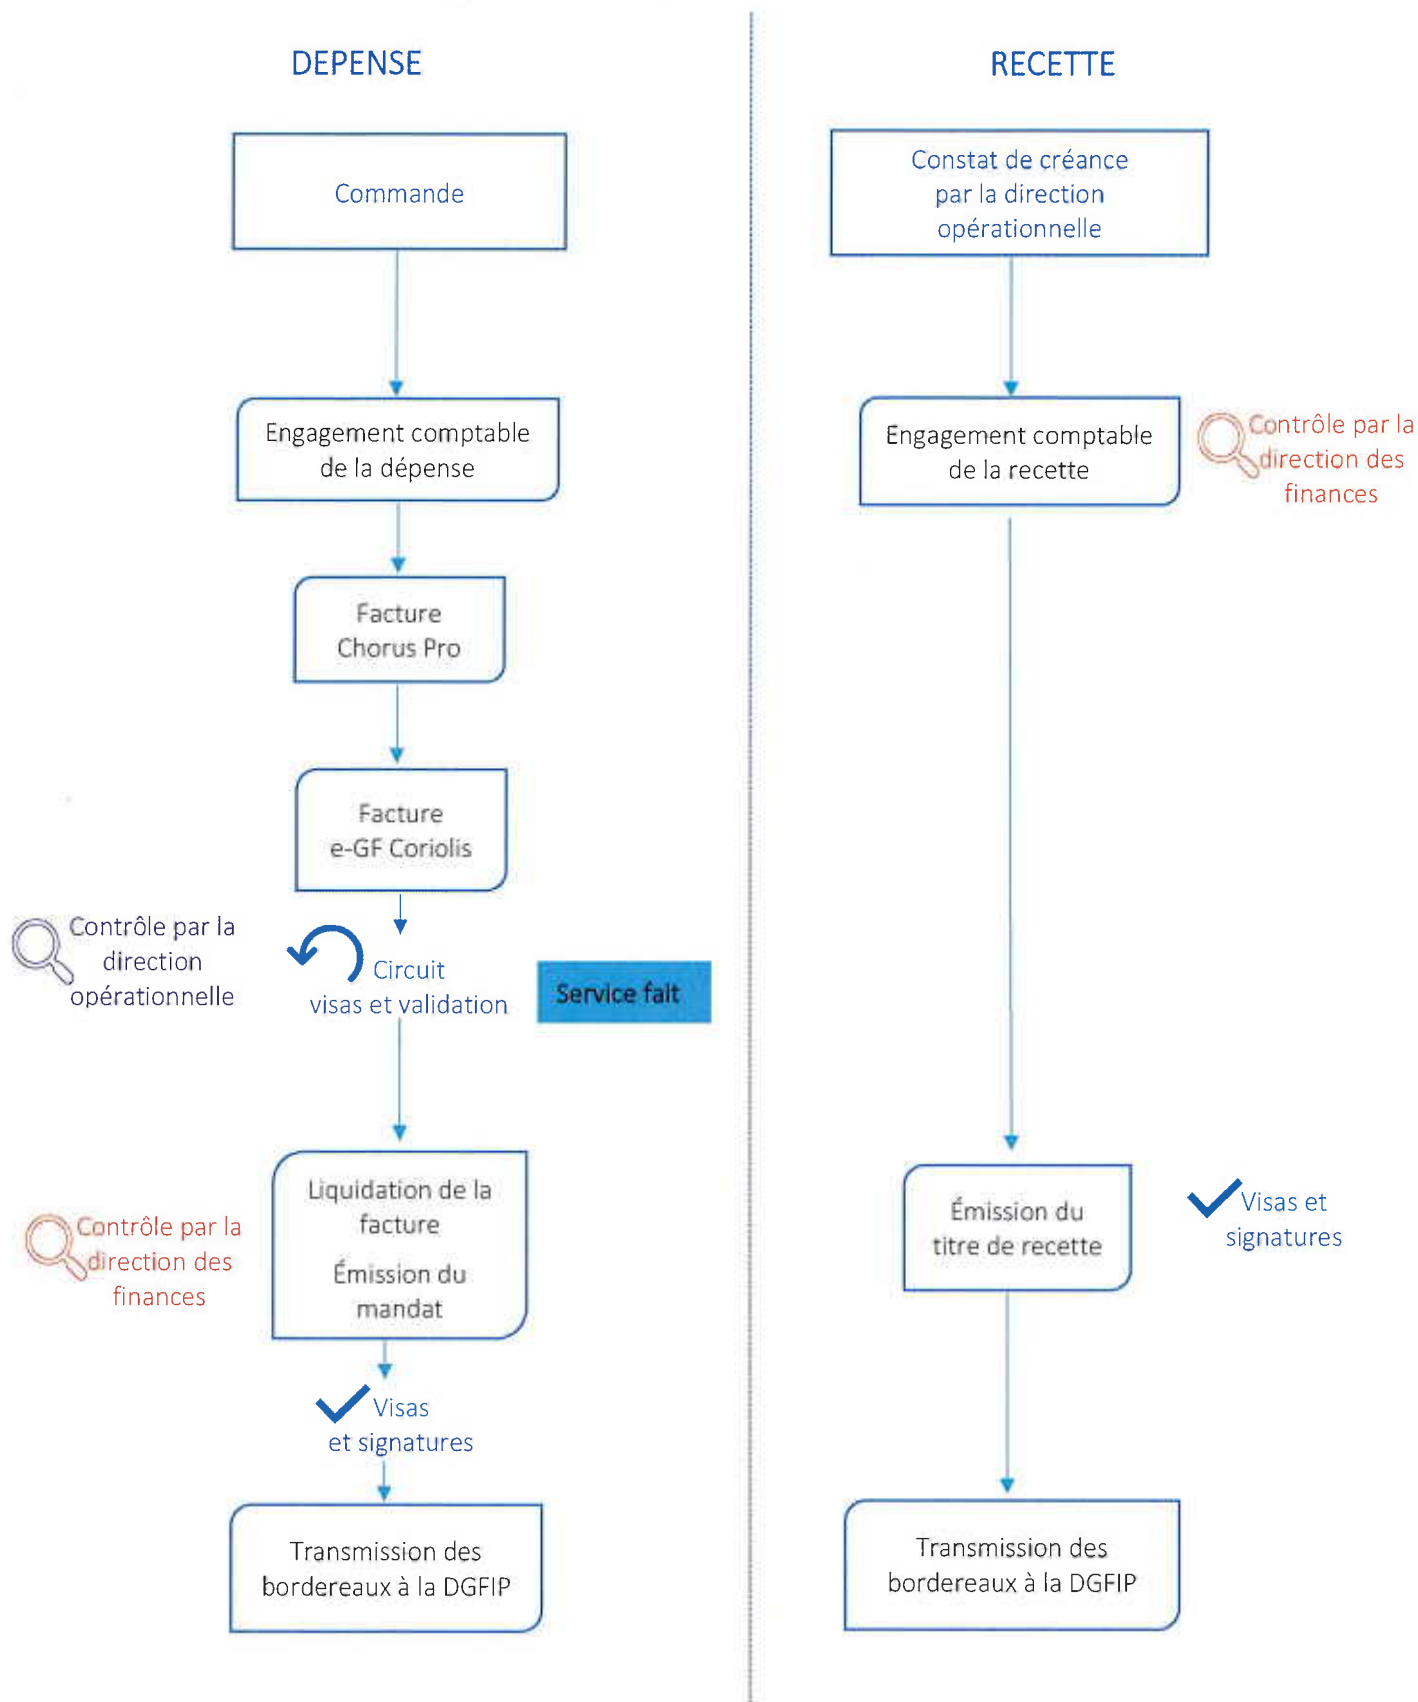 DEPENSE
Commande
Engagement comptable
de la dépense
Facture
Chorus Pro
Facture
e-GF Coriolis
Contrôle par la
direction
opérationnelle
Circuit
visas et validation
Service fait
Liquidation de la
facture
Émission du
mandat
Contrôle par la
direction des
finances
Visas
et signatures
Transmission des
bordereaux à la DGFIP
RECETTE
Constat de créance
par la direction
opérationnelle
Engagement comptable
de la recette
Contrôle par la
direction des
finances
Émission du
titre de recette
Visas et
signatures
Transmission des
bordereaux à la DGFIP